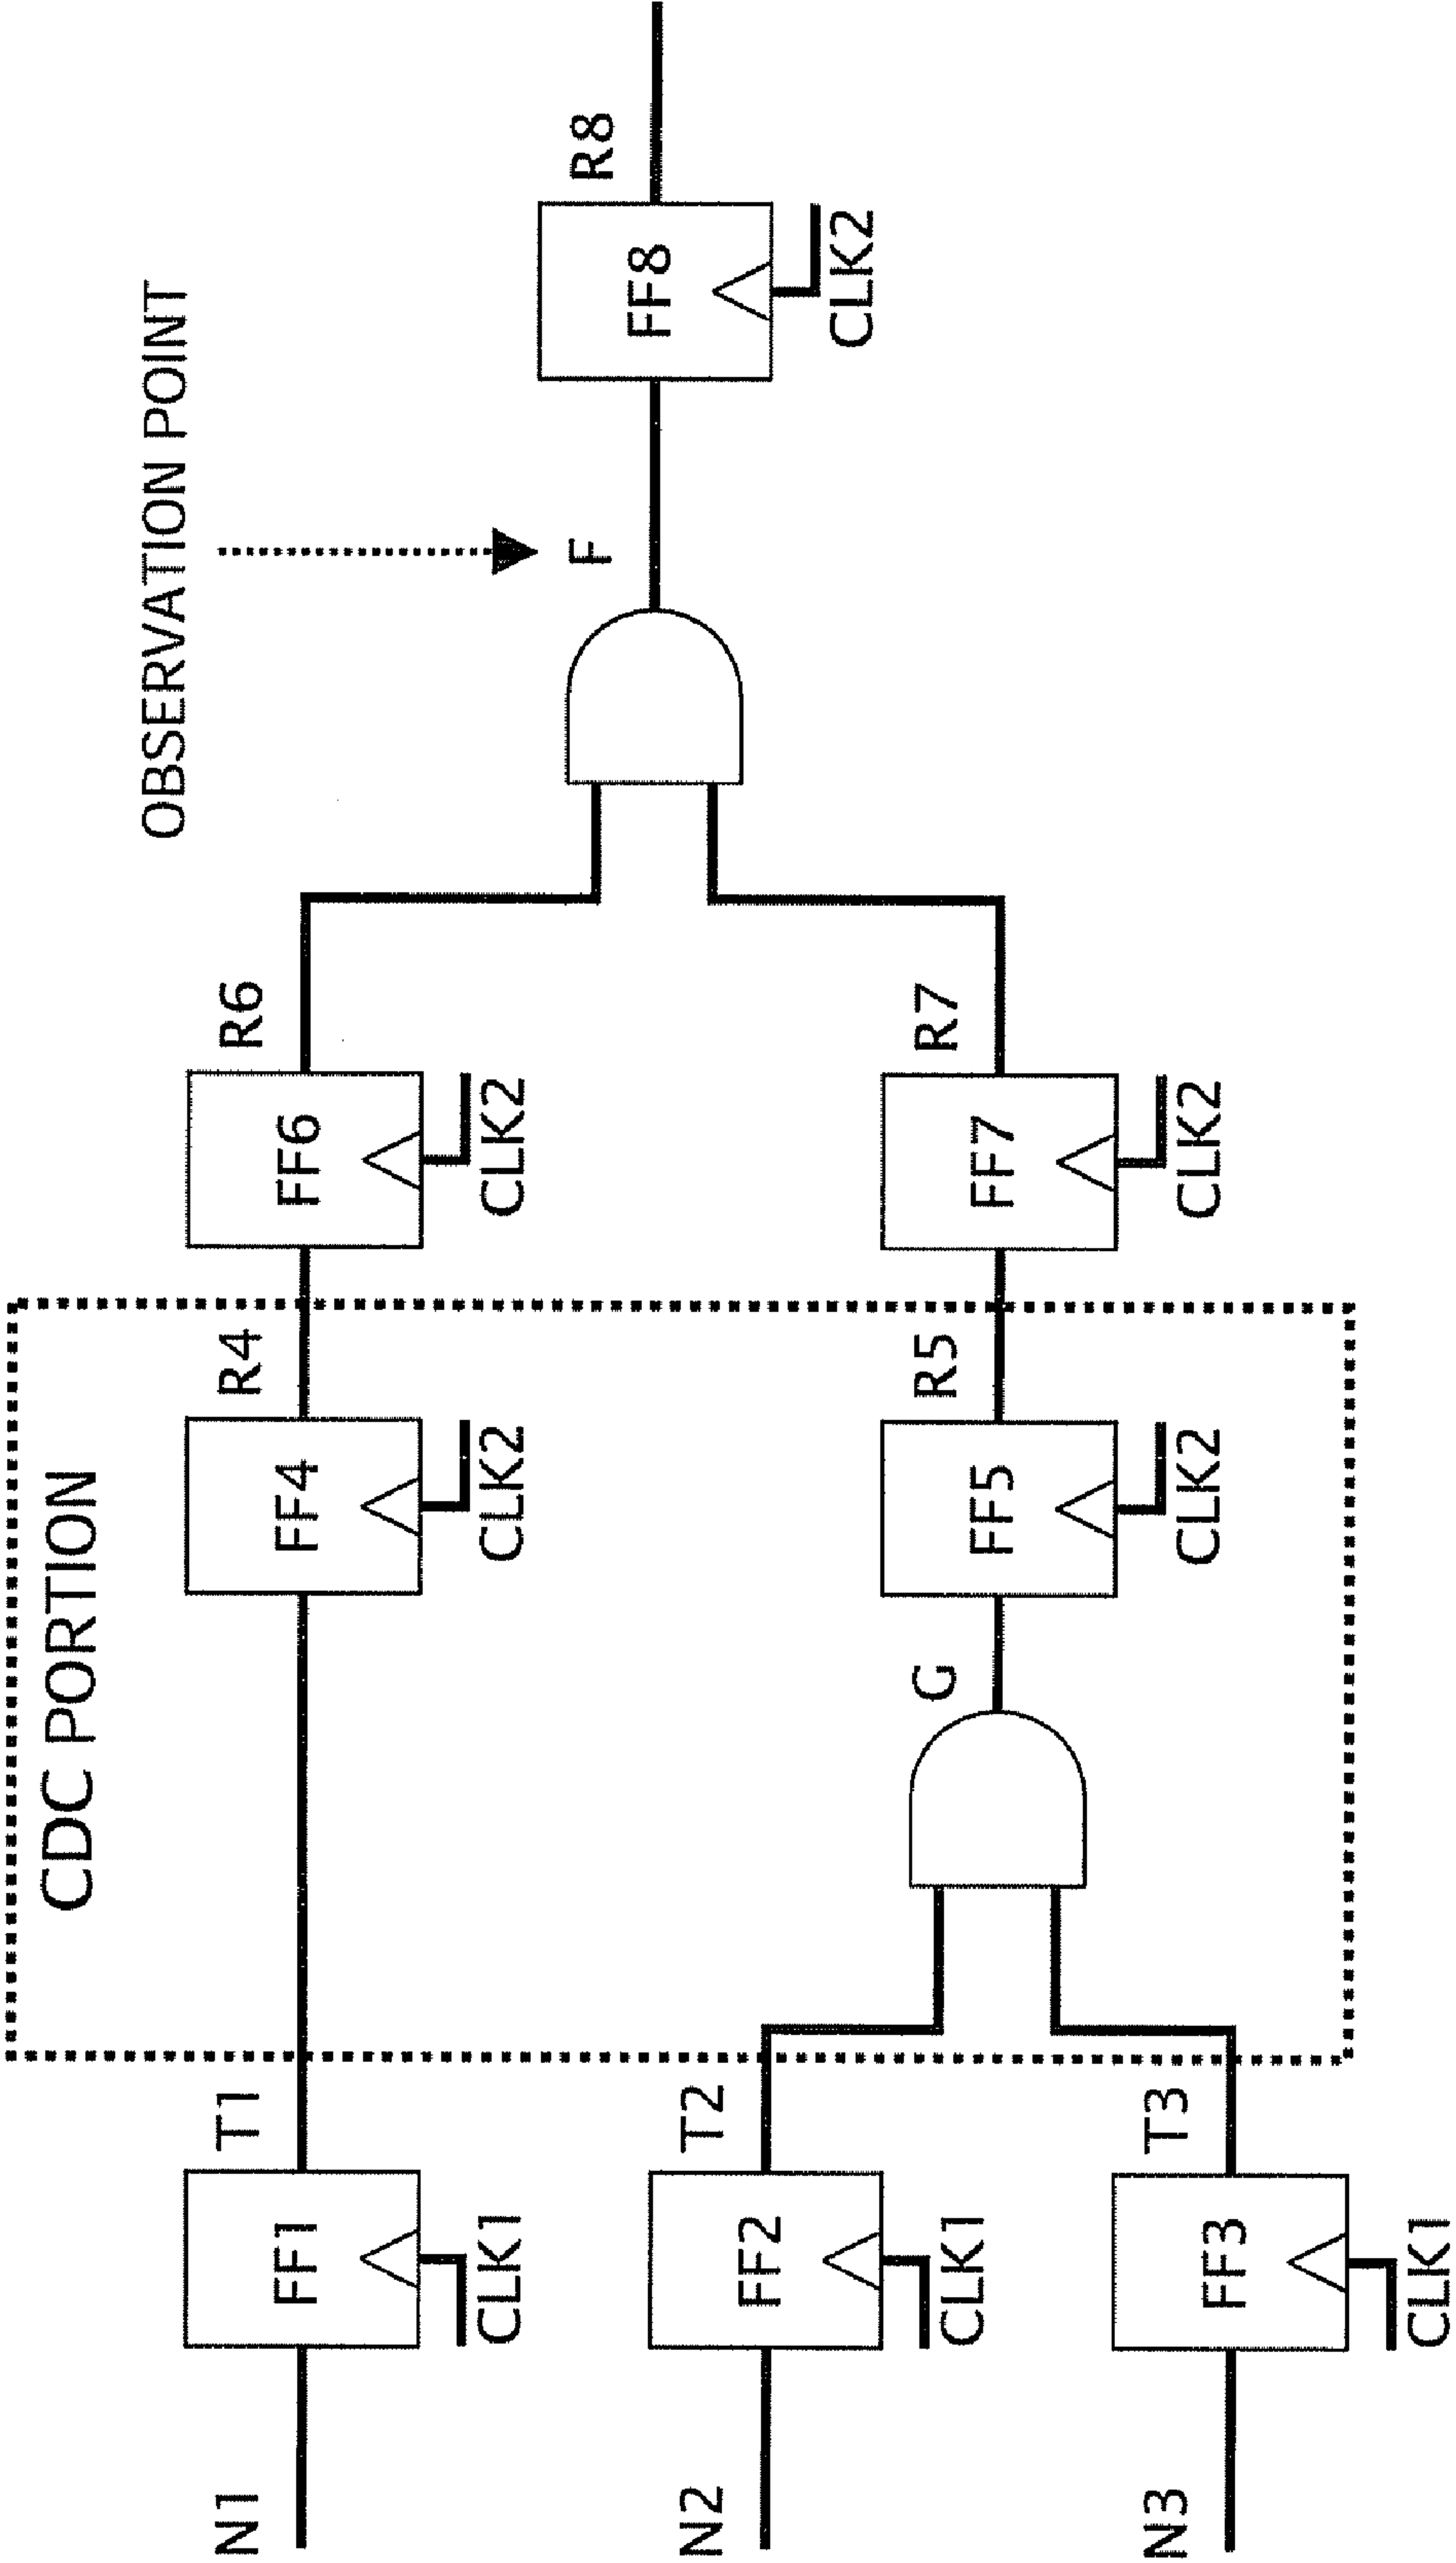 CDC PORTION
OBSERVATION POINT
N1
FF1
CLK1
T1
FF4
CLK2
R4
FF6
CLK2
R6
N2
FF2
CLK1
T2
F
FF8
CLK2
R8
N3
FF3
CLK1
T3
G
FF5
CLK2
R5
FF7
CLK2
R7